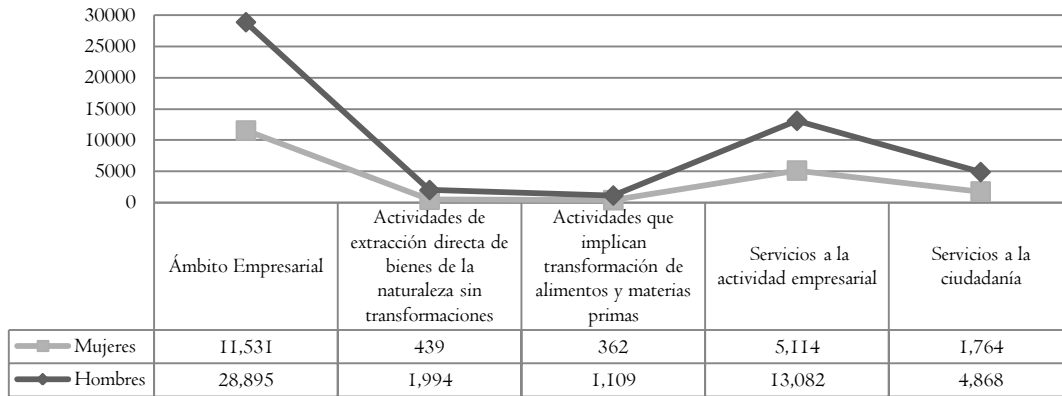 30000
25000
20000
15000
10000
5000
0
Ámbito Empresarial
Actividades de
extracción directa de
bienes de la
naturaleza sin
transformaciones
Actividades que
implican
transformación de
alimentos y materias
primas
Servicios a la
actividad empresarial
Servicios a la
ciudadanía
Mujeres 11,531 439 362 5,114 1,764
Hombres 28,895 1,994 1,109 13,082 4,868